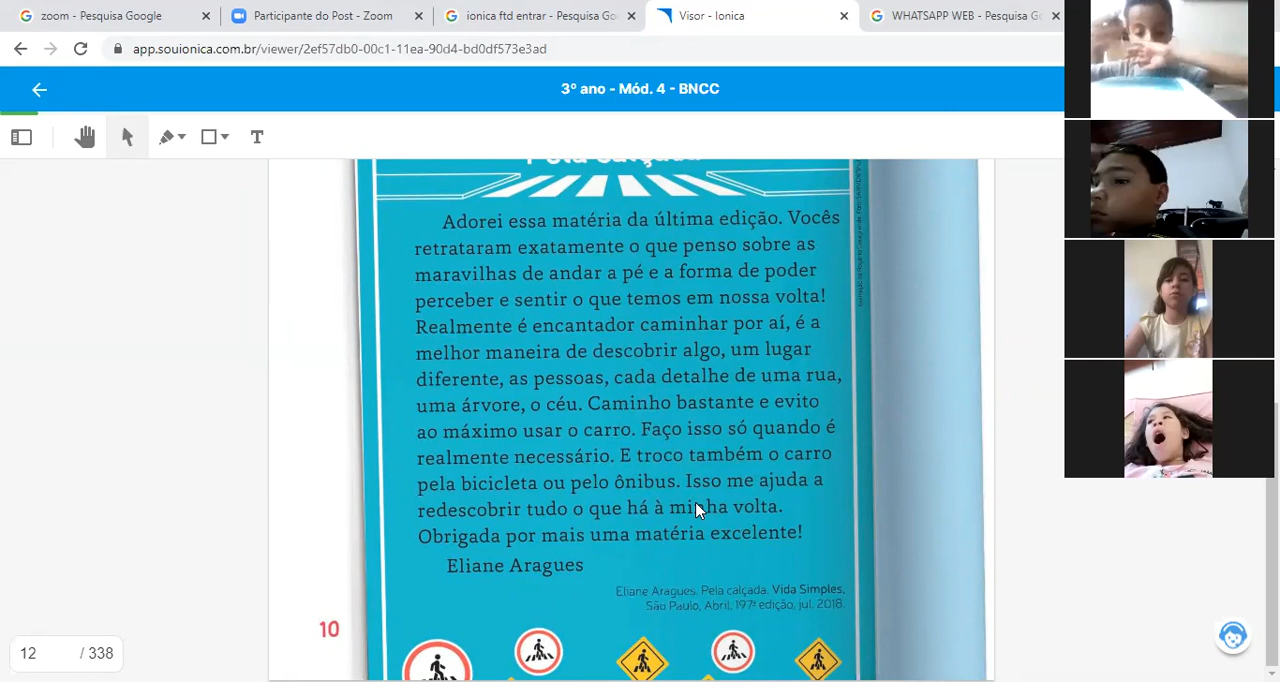 zoom - Pesquisa Google
Participante do Post - Zoom
ionica ftd entrar - Pesquisa Go
Visor - Ionica
WHATSAPP WEB - Pesquisa G
app.souionica.com.br/viewer/2ef57db0-00c1-11ea-90d4-bd0df573e3ad
3º ano - Mód. 4 - BNCC
T
Pela calçada
Adorei essa matéria da última edição. Vocês
retrataram exatamente o que penso sobre as
maravilhas de andar a pé e a forma de poder
perceber e sentir o que temos em nossa volta!
Realmente é encantador caminhar por aí, é a
melhor maneira de descobrir algo, um lugar
diferente, as pessoas, cada detalhe de uma rua,
uma árvore, o céu. Caminho bastante e evito
ao máximo usar o carro. Faço isso só quando é
realmente necessário. E troco também o carro
pela bicicleta ou pelo ônibus. Isso me ajuda a
redescobrir tudo o que há à minha volta.
Obrigada por mais uma matéria excelente!
Eliane Aragues
Eliane Aragues. Pela calçada. Vida Simples,
São Paulo, Abril, 197ª edição, jul. 2018.
10
12 / 338